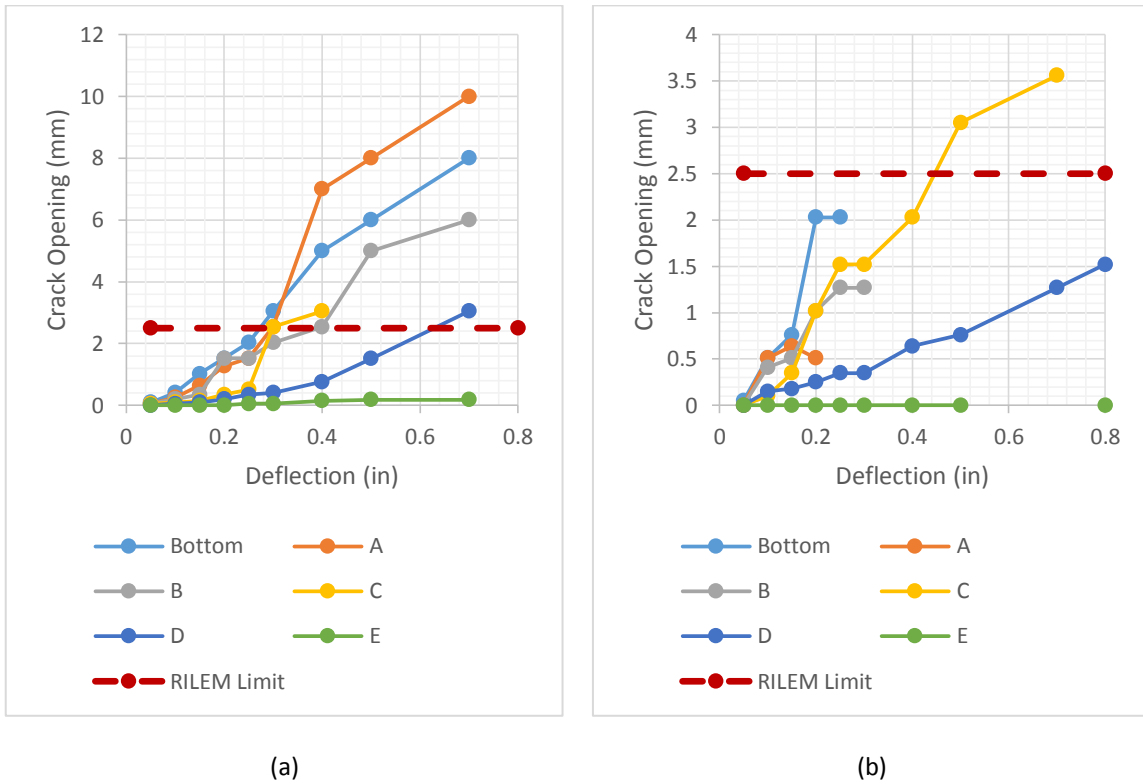 12
10
8
6
4
2
0
Crack Opening (mm)
0 0.2 0.4 0.6 0.8
Deflection (in)
Bottom A
B C
D E
RILEM Limit
(a)
4
3.5
3
2.5
2
1.5
1
0.5
0
Crack Opening (mm)
0 0.2 0.4 0.6 0.8
Deflection (in)
Bottom A
B C
D E
RILEM Limit
(b)